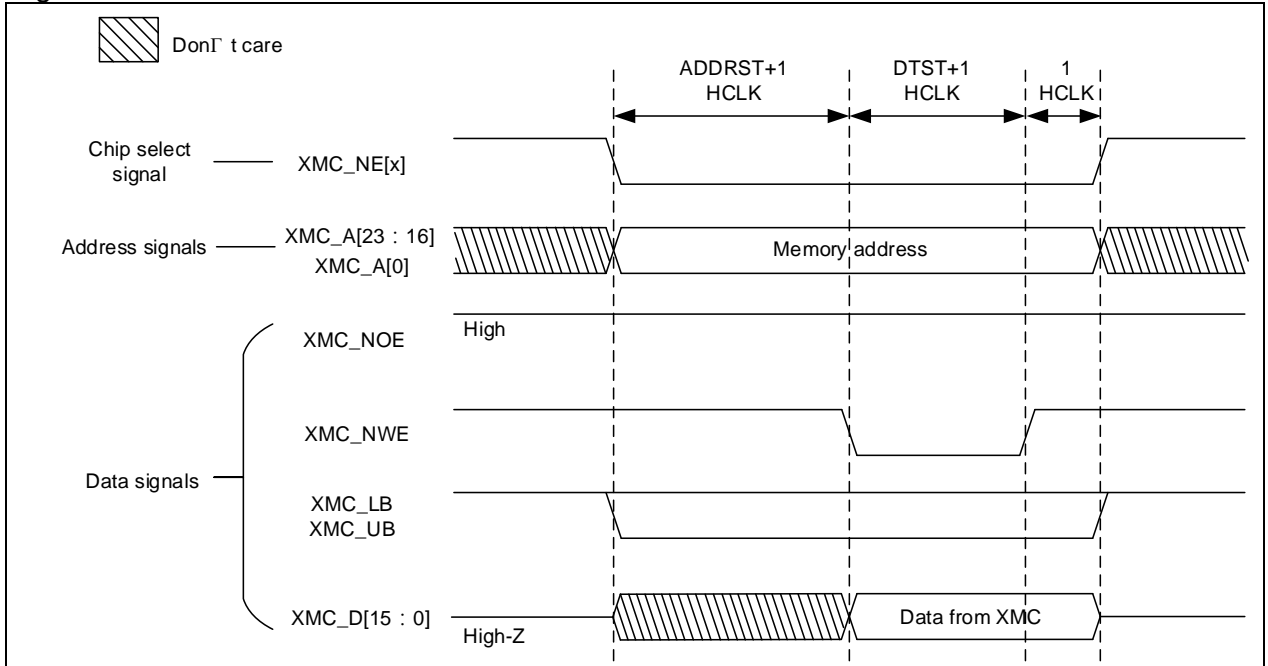 DonΓ t care
ADDRST+1
HCLK
DTST+1
HCLK
1
HCLK
Chip select
signal
XMC_NE[x]
Address signals
XMC_A[23 : 16]
XMC_A[0]
Memory address
XMC_NOE
High
XMC_NWE
Data signals
XMC_LB
XMC_UB
XMC_D[15 : 0]
High-Z
Data from XMC